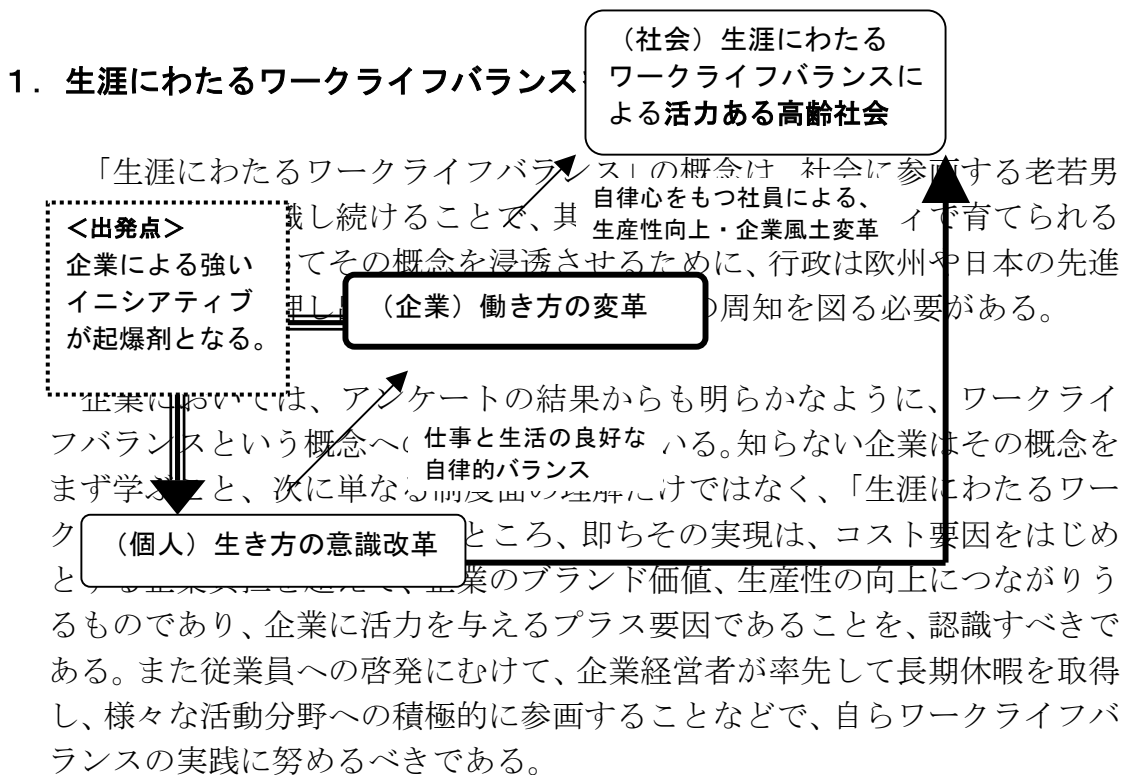 （社会）生涯にわたる
ワークライフバランスに
よる活力ある高齢社会
１．生涯にわたるワークライフバランス
「生涯にわたるワークライフバランス」の概念は、社会に参画する老若男
識し続けることで、其
ィで育てられる
ってその概念を浸透させるために、行政は欧州や日本の先進
の周知を図る必要がある。
自律心をもつ社員による、
生産性向上・企業風土変革
＜出発点＞
企業による強い
イニシアティブ
が起爆剤となる。
（企業）働き方の変革
企業においては、アンケートの結果からも明らかなように、ワークライ
フバランスという概念への
いる。知らない企業はその概念を
仕事と生活の良好な
自律的バランス
まず学ぶこと、次に単なる制度面の理解だけではなく、「生涯にわたるワー
ク
ところ、即ちその実現は、コスト要因をはじめ
（個人）生き方の意識改革
とする企業負担を超えて、企業のブランド価値、生産性の向上につながりう
るものであり、企業に活力を与えるプラス要因であることを、認識すべきで
ある。また従業員への啓発にむけて、企業経営者が率先して長期休暇を取得
し、様々な活動分野への積極的に参画することなどで、自らワークライフバ
ランスの実践に努めるべきである。